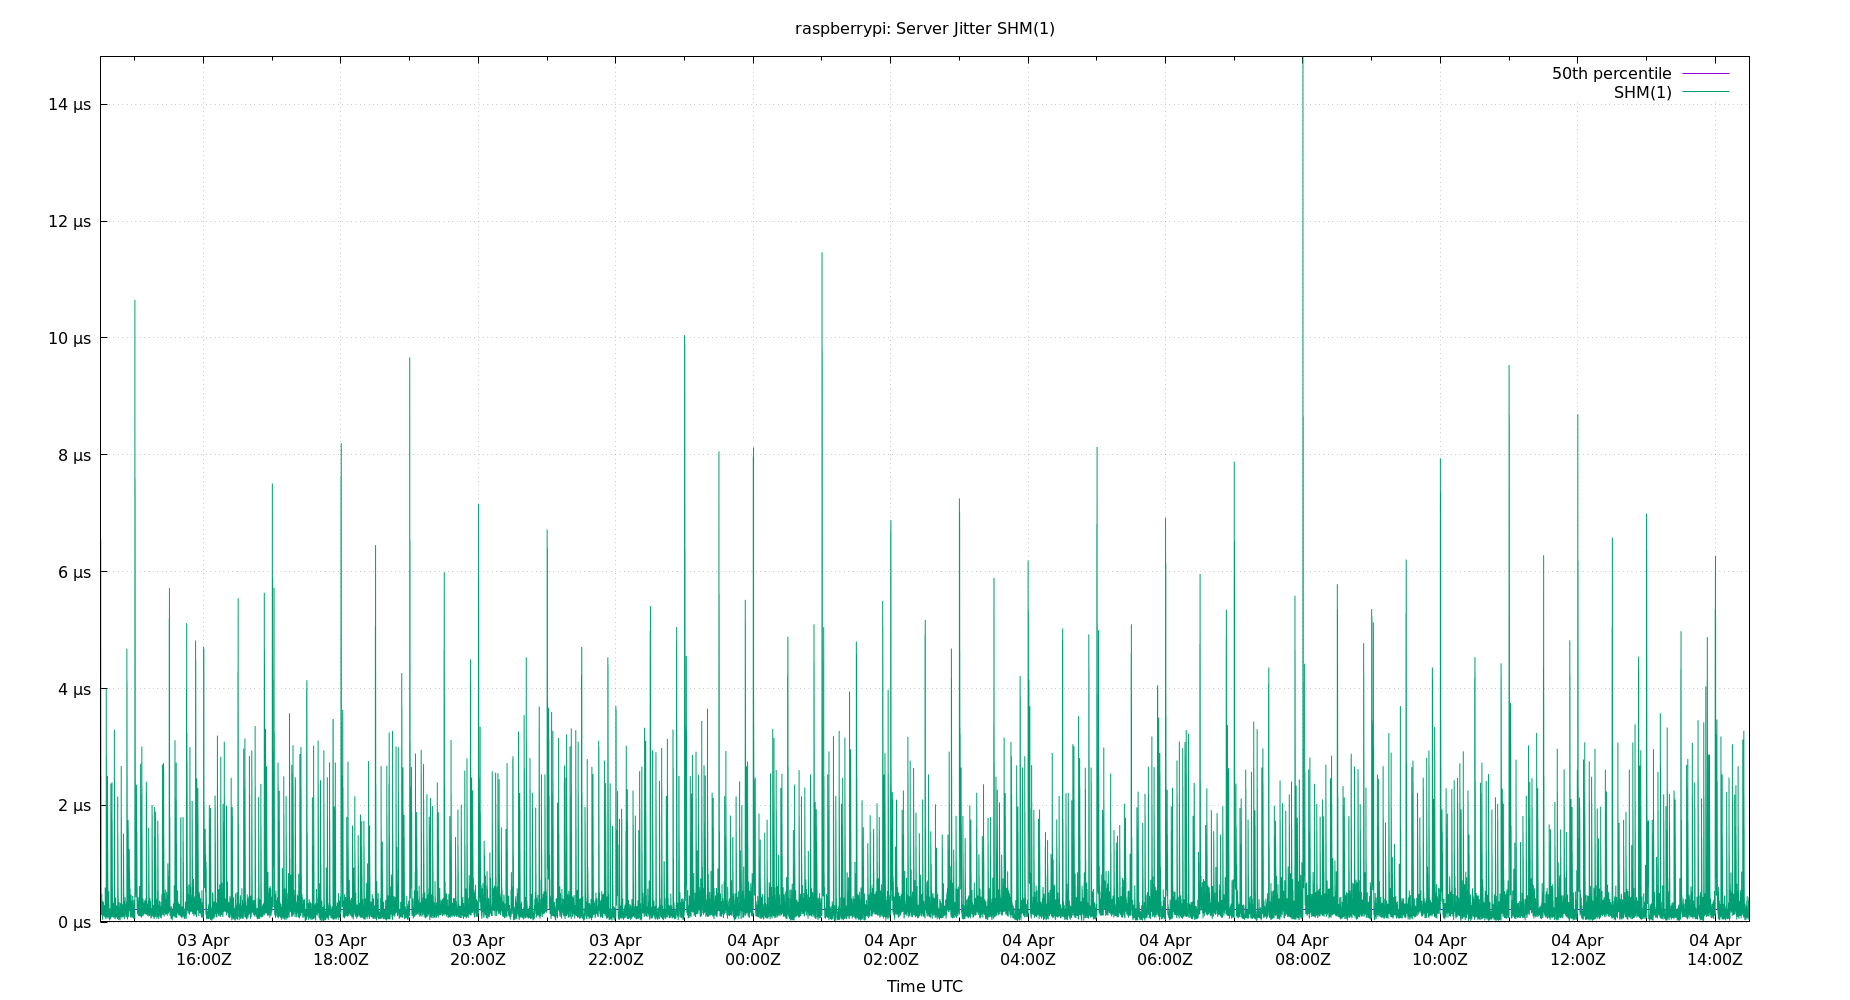 raspberrypi: Server Jitter SHM(1)
50th percentile
SHM(1)
14 µs
12 µs
10 µs
8 µs
6 µs
4 µs
2 µs
0 µs
03 Apr 03 Apr 03 Apr 03 Apr 04 Apr 04 Apr 04 Apr 04 Apr 04 Apr 04 Apr 04 Apr 04 Apr
16:00Z 18:00Z 20:00Z 22:00Z 00:00Z 02:00Z 04:00Z 06:00Z 08:00Z 10:00Z 12:00Z 14:00Z
Time UTC